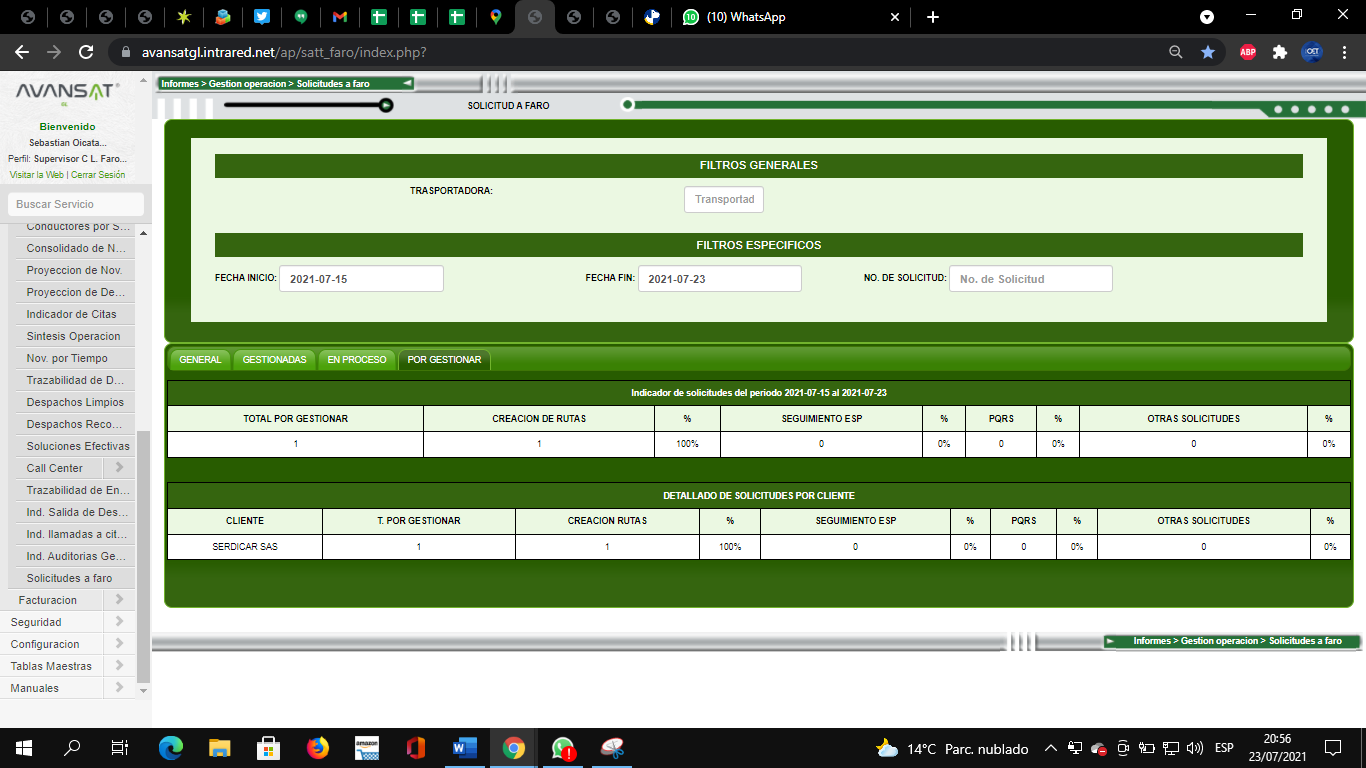 (10) WhatsApp
avansatgl.intrared.net/ap/satt_faro/index.php?
ABP
AVANSAT
GL
Bienvenido
Sebastian Oicata...
Perfil: Supervisor C L. Faro...
Visitar la Web | Cerrar Sesión
Buscar Servicio
Conductores por S...
Consolidado de N...
Proyeccion de Nov.
Proyeccion de De...
Indicador de Citas
Sintesis Operacion
Nov. por Tiempo
Trazabilidad de D...
Despachos Limpios
Despachos Reco...
Soluciones Efectivas
Call Center
Trazabilidad de En...
Ind. Salida de Des...
Ind. llamadas a cit...
Ind. Auditorias Ge...
Solicitudes a faro
Facturacion
Seguridad
Configuracion
Tablas Maestras
Manuales
Informes > Gestion operacion > Solicitudes a faro
SOLICITUD A FARO
FILTROS GENERALES
TRASPORTADORA: Transportad
FILTROS ESPECIFICOS
FECHA INICIO: 2021-07-15 FECHA FIN: 2021-07-23 NO. DE SOLICITUD: No. de Solicitud
GENERAL GESTIONADAS EN PROCESO POR GESTIONAR
Indicador de solicitudes del periodo 2021-07-15 al 2021-07-23
TOTAL POR GESTIONAR CREACION DE RUTAS % SEGUIMIENTO ESP % PQRS % OTRAS SOLICITUDES %
1 1 100% 0 0% 0 0% 0 0%
DETALLADO DE SOLICITUDES POR CLIENTE
CLIENTE T. POR GESTIONAR CREACION RUTAS % SEGUIMIENTO ESP % PQRS % OTRAS SOLICITUDES %
SERDICAR SAS 1 1 100% 0 0% 0 0% 0 0%
Informes > Gestion operacion > Solicitudes a faro
14°C Parc. nublado
ESP
20:56
23/07/2021